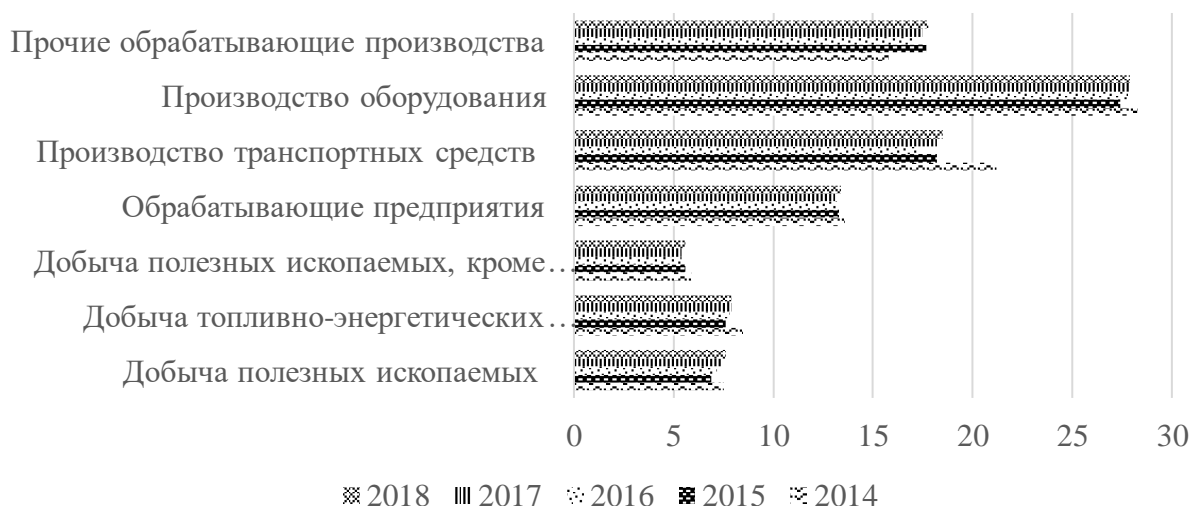 Прочие обрабатывающие производства
Производство оборудования
Производство транспортных средств
Обрабатывающие предприятия
Добыча полезных ископаемых, кроме…
Добыча топливно-энергетических…
Добыча полезных ископаемых
0 5 10 15 20 25 30
2018 2017 2016 2015 2014